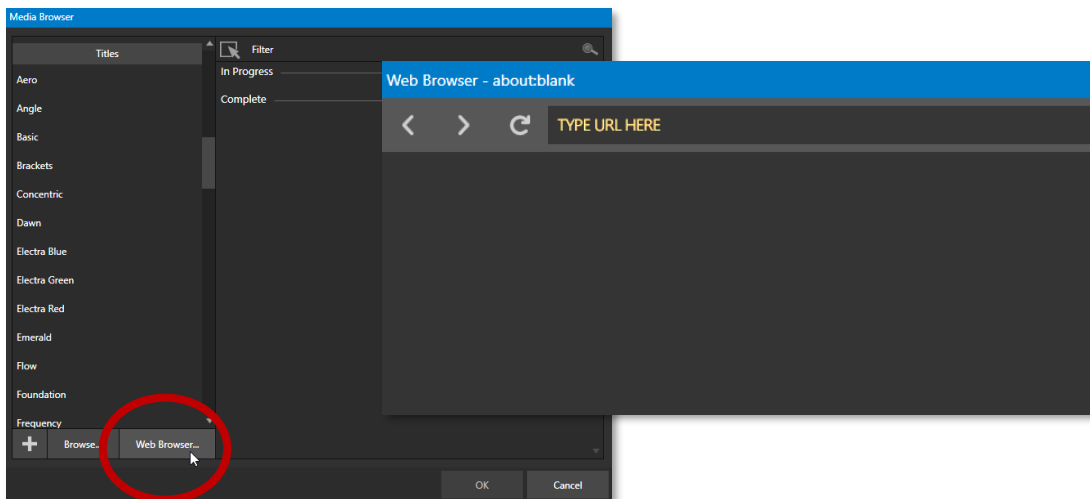 Media Browser
Titles
Aero
Angle
Basic
Brackets
Concentric
Dawn
Electra Blue
Electra Green
Electra Red
Emerald
Flow
Foundation
Frequency
Browse...
Web Browser...
Filter
In Progress
Complete
OK
Cancel
Web Browser - about:blank
TYPE URL HERE